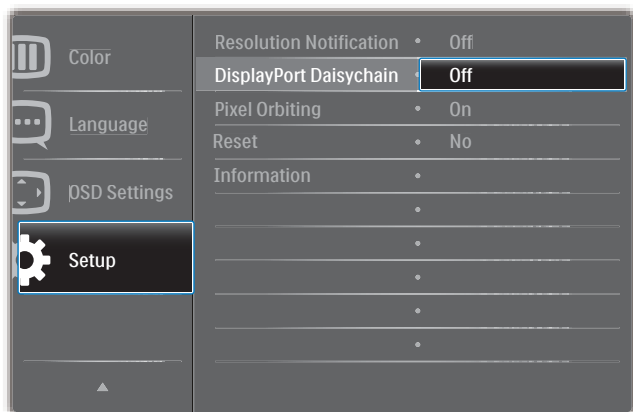 Color
Language
OSD Settings
Setup
Resolution Notification • Off
DisplayPort Daisychain • Off
Pixel Orbiting • On
Reset • No
Information •